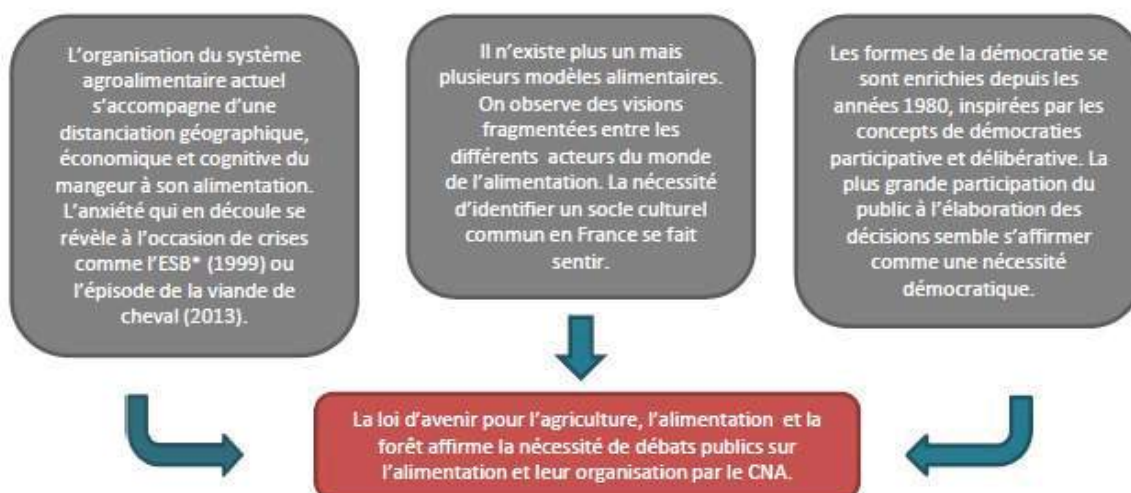 L’organisation du système
agroalimentaire actuel
s’accompagne d’une
distanciation géographique,
économique et cognitive du
mangeur à son alimentation.
L’anxiété qui en découle se
révèle à l’occasion de crises
comme l’ESB* (1999) ou
l’épisode de la viande de
cheval (2013).
Il n’existe plus un mais
plusieurs modèles alimentaires.
On observe des visions
fragmentées entre les
différents acteurs du monde
de l’alimentation. La nécessité
d’identifier un socle culturel
commun en France se fait
sentir.
Les formes de la démocratie se
sont enrichies depuis les
années 1980, inspirées par les
concepts de démocraties
participative et délibérative. La
plus grande participation du
public à l’élaboration des
décisions semble s’affirmer
comme une nécessité
démocratique.
La loi d’avenir pour l’agriculture, l’alimentation et la
forêt affirme la nécessité de débats publics sur
l’alimentation et leur organisation par le CNA.